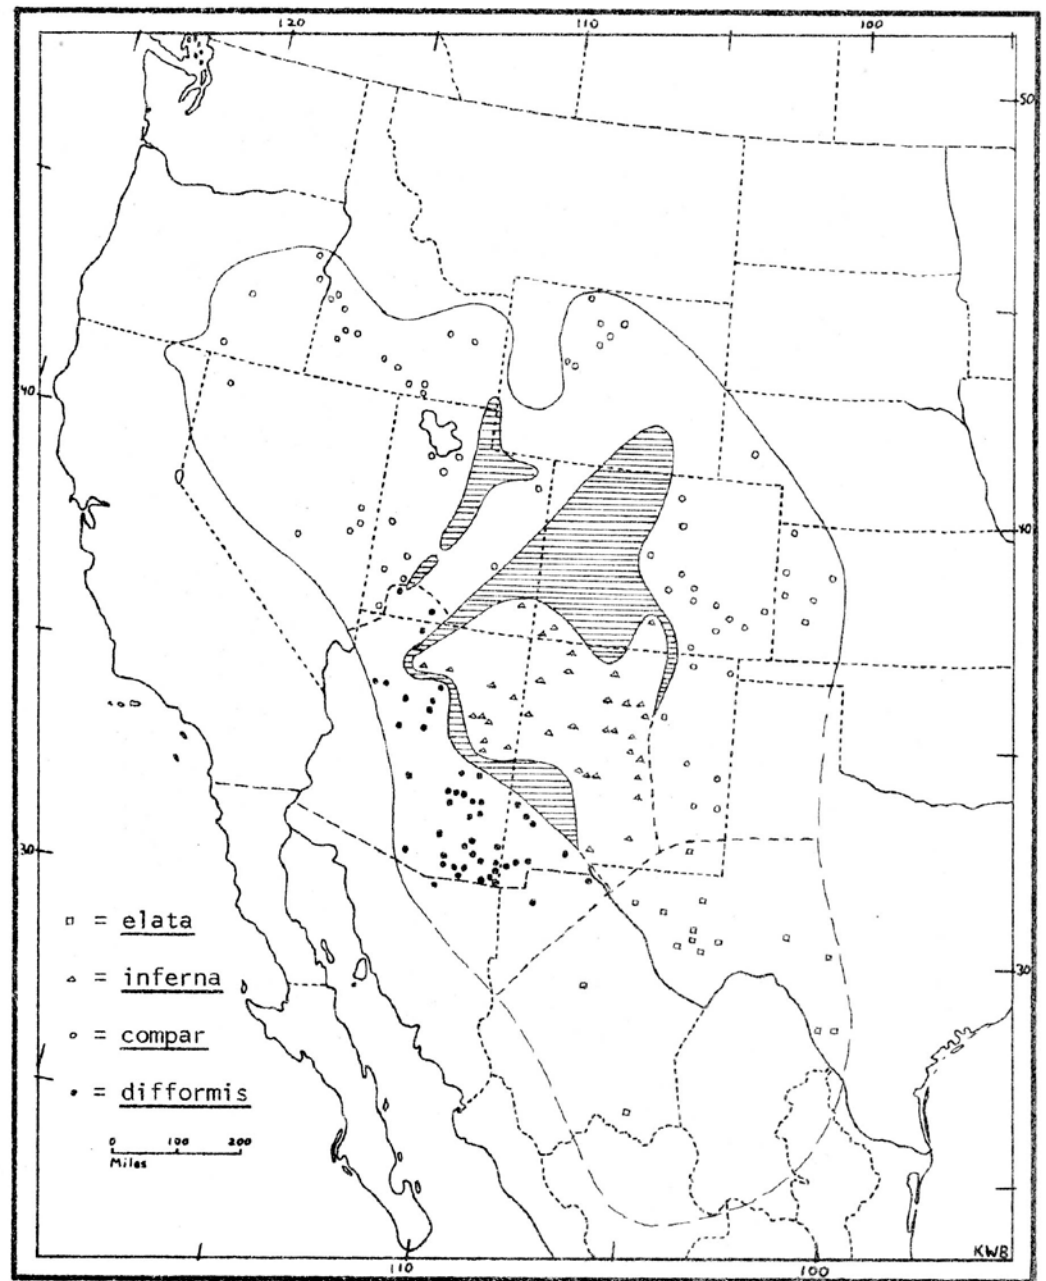 120 110 100
50
40
40
30
30
□ = elata
△ = inferna
○ = compar
● = difformis
0 100 200
Miles
KWB
110 100